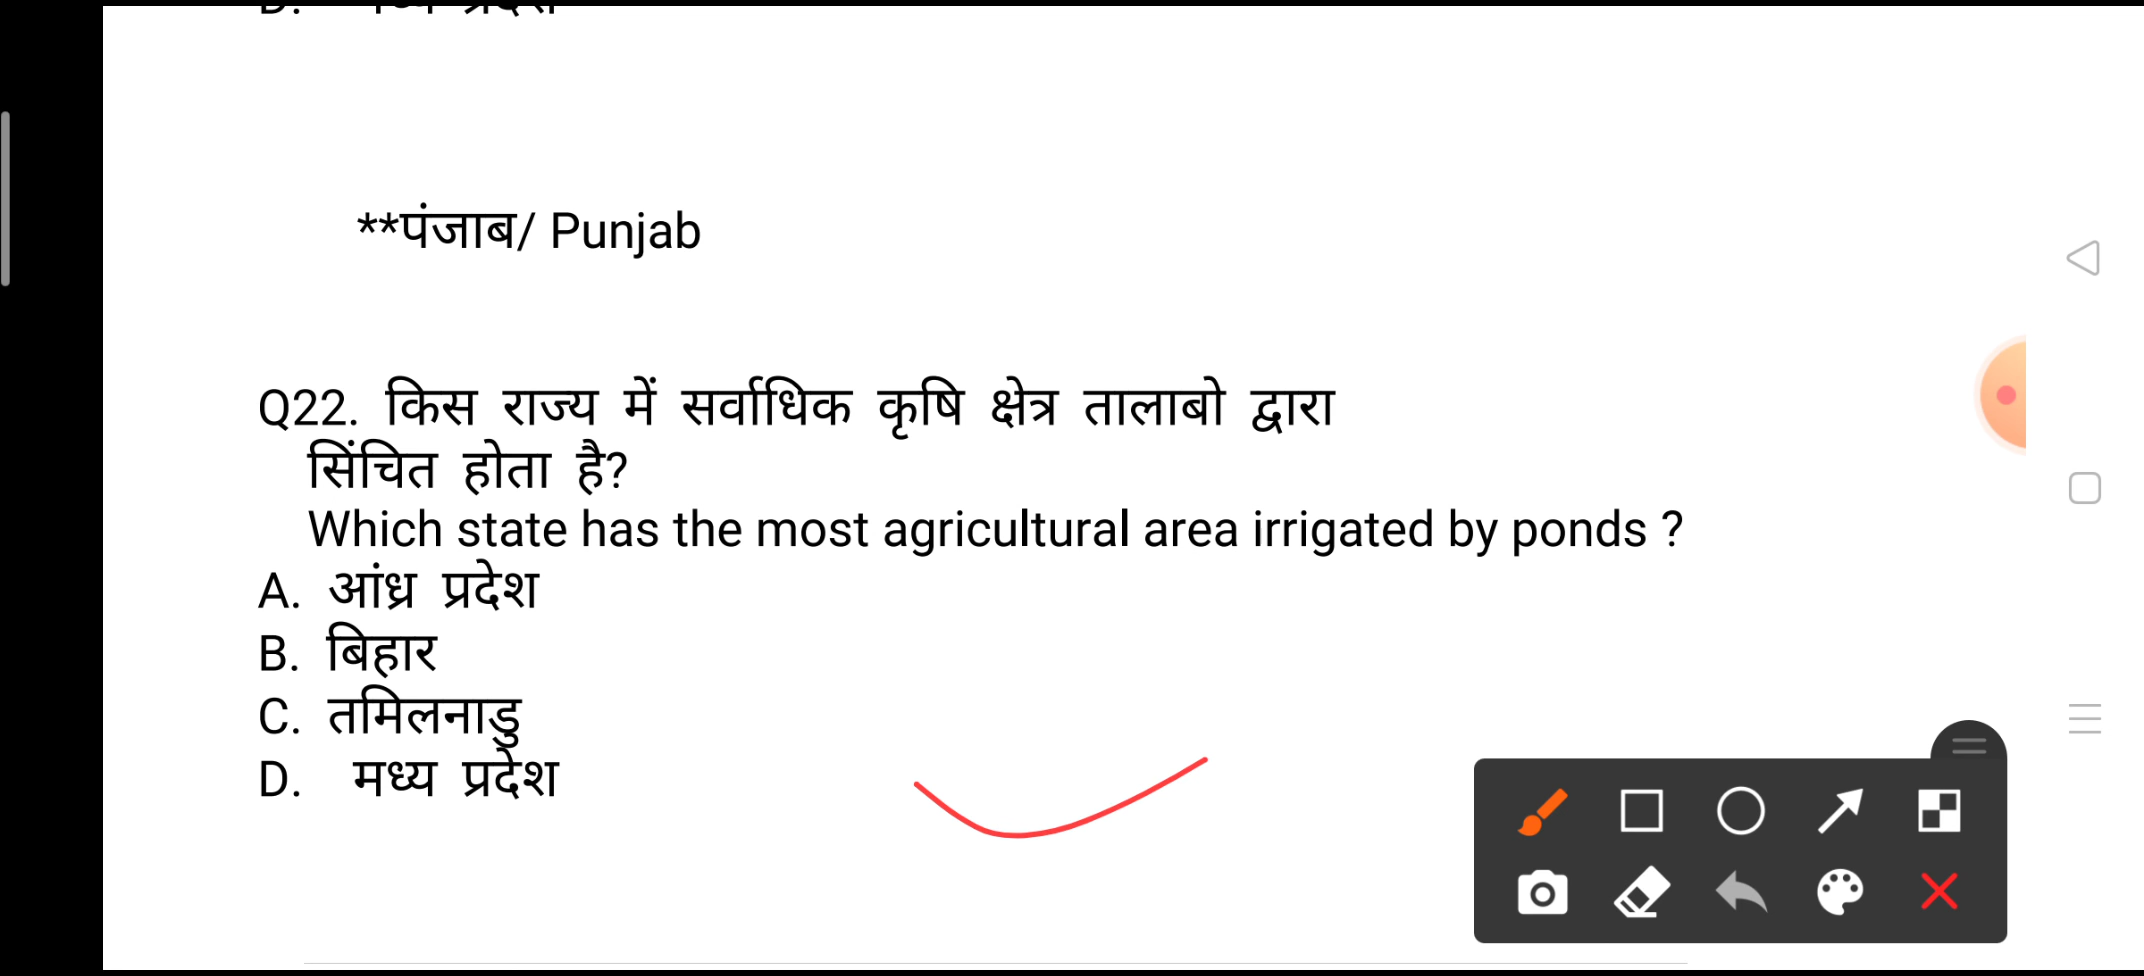 **पंजाब/ Punjab
Q22. किस राज्य में सर्वाधिक कृषि क्षेत्र तालाबो द्वारा
सिंचित होता है?
Which state has the most agricultural area irrigated by ponds ?
A. आंध्र प्रदेश
B. बिहार
C. तमिलनाडु
D. मध्य प्रदेश